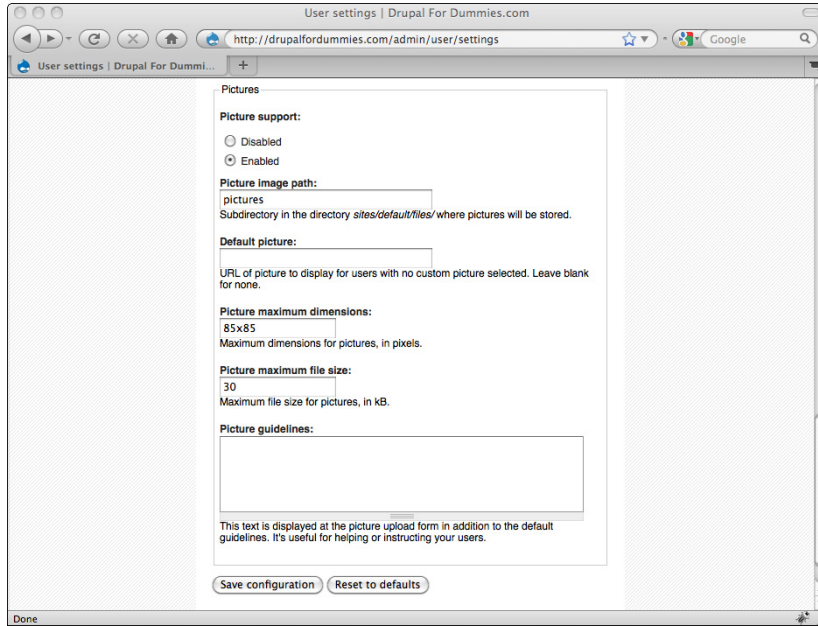 User settings | Drupal For Dummies.com
http://drupalfordummies.com/admin/user/settings
Google
User settings | Drupal For Dummi...
+
Pictures
Picture support:
Disabled
Enabled
Picture image path:
pictures
Subdirectory in the directory sites/default/files/ where pictures will be stored.
Default picture:
URL of picture to display for users with no custom picture selected. Leave blank
for none.
Picture maximum dimensions:
85x85
Maximum dimensions for pictures, in pixels.
Picture maximum file size:
30
Maximum file size for pictures, in kB.
Picture guidelines:
This text is displayed at the picture upload form in addition to the default
guidelines. It's useful for helping or instructing your users.
Save configuration Reset to defaults
Done